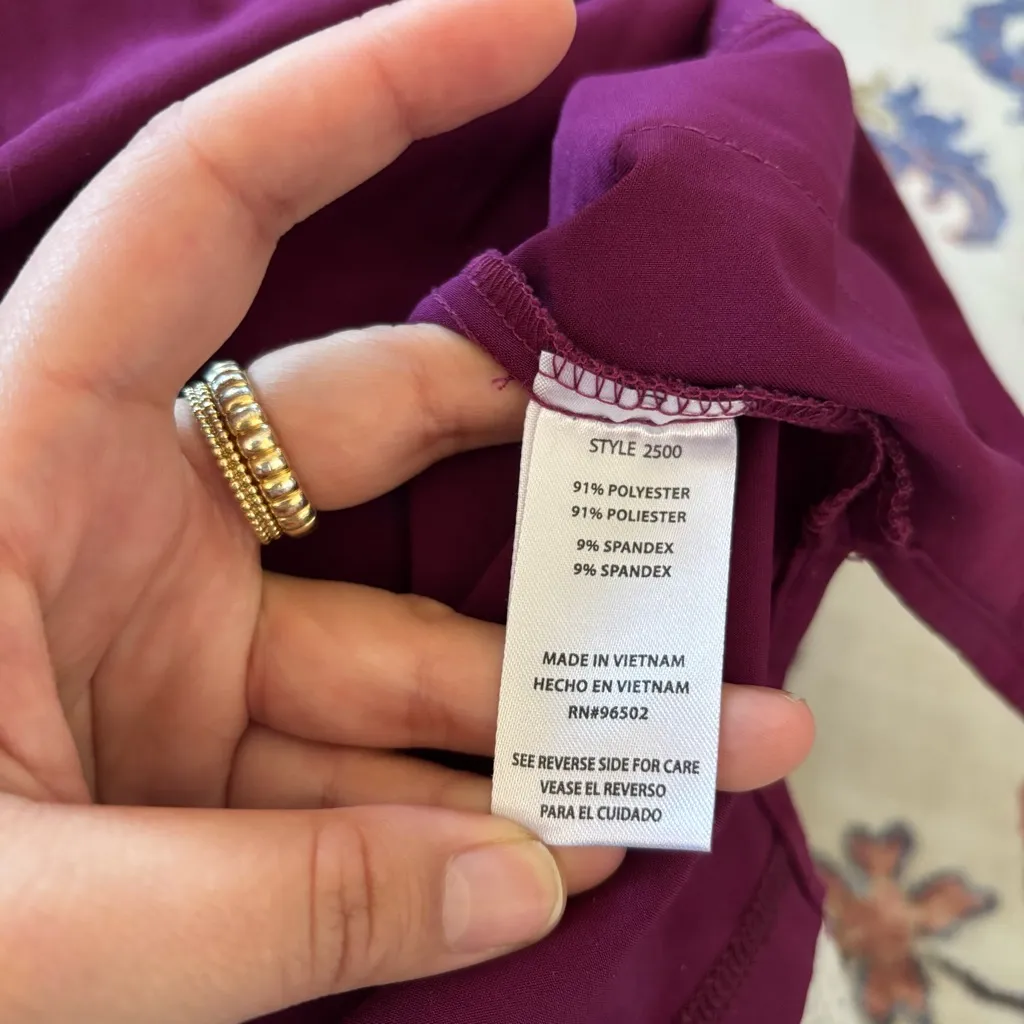 STYLE 2500
91% POLYESTER
91% POLIESTER
9% SPANDEX
9% SPANDEX
MADE IN VIETNAM
HECHO EN VIETNAM
RN#96502
SEE REVERSE SIDE FOR CARE
VEASE EL REVERSO
PARA EL CUIDADO